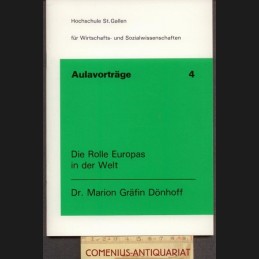 Hochschule St.Gallen
für Wirtschafts- und Sozialwissenschaften
Aulavorträge 4
Die Rolle Europas
in der Welt
Dr. Marion Gräfin Dönhoff
COMENIUS-ANTIQUARIAT